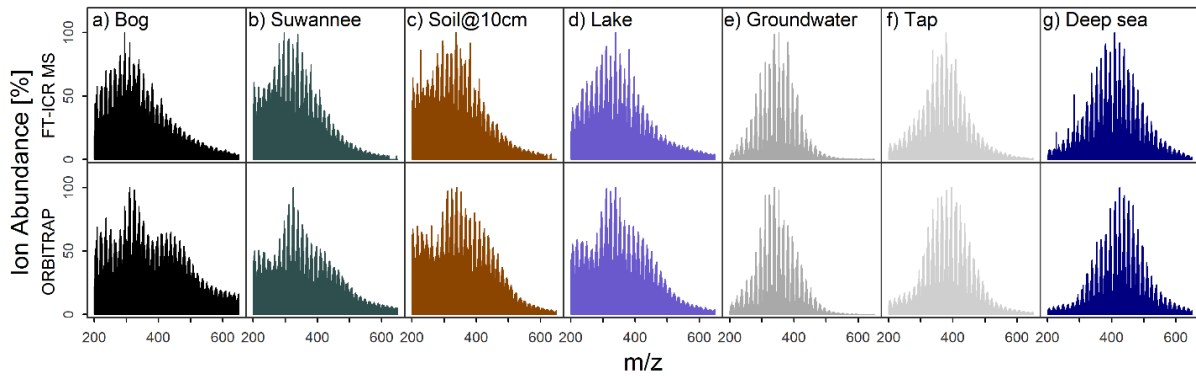 a) Bog
b) Suwannee
c) Soil@10cm
d) Lake
e) Groundwater
f) Tap
g) Deep sea
Ion Abundance [%]
FT-ICR MS
ORBITRAP
100
50
0
100
50
0
200 400 600
200 400 600
200 400 600
200 400 600
200 400 600
200 400 600
200 400 600
m/z